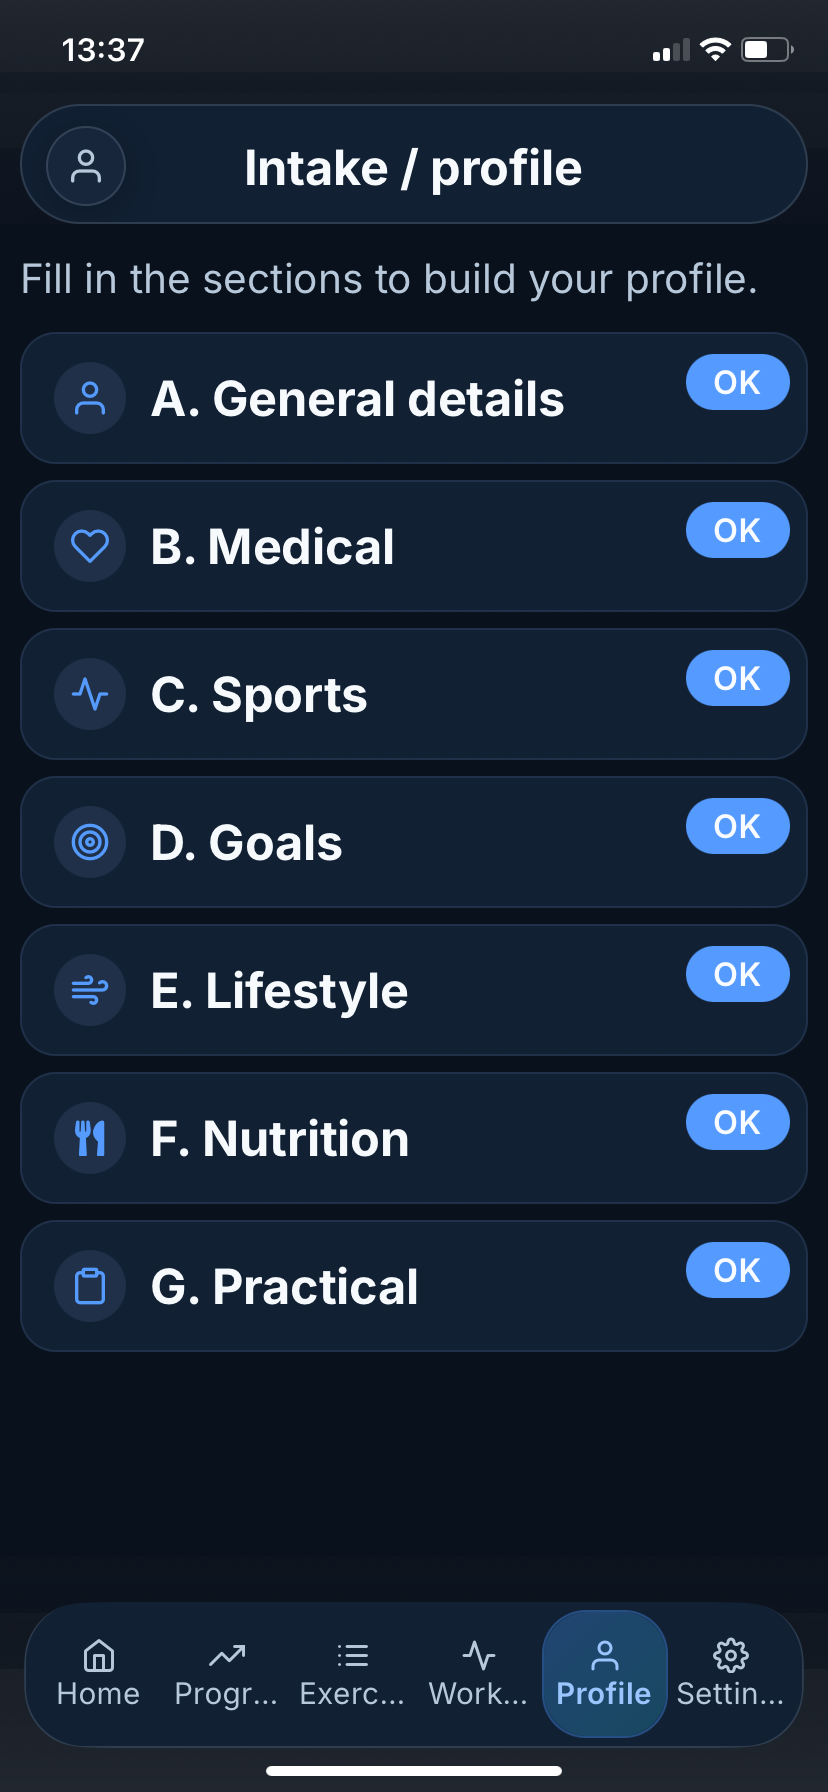 13:37
Intake / profile
Fill in the sections to build your profile.
A. General details
OK
B. Medical
OK
C. Sports
OK
D. Goals
OK
E. Lifestyle
OK
F. Nutrition
OK
G. Practical
OK
Home Progr... Exerc... Work... Profile Settin...